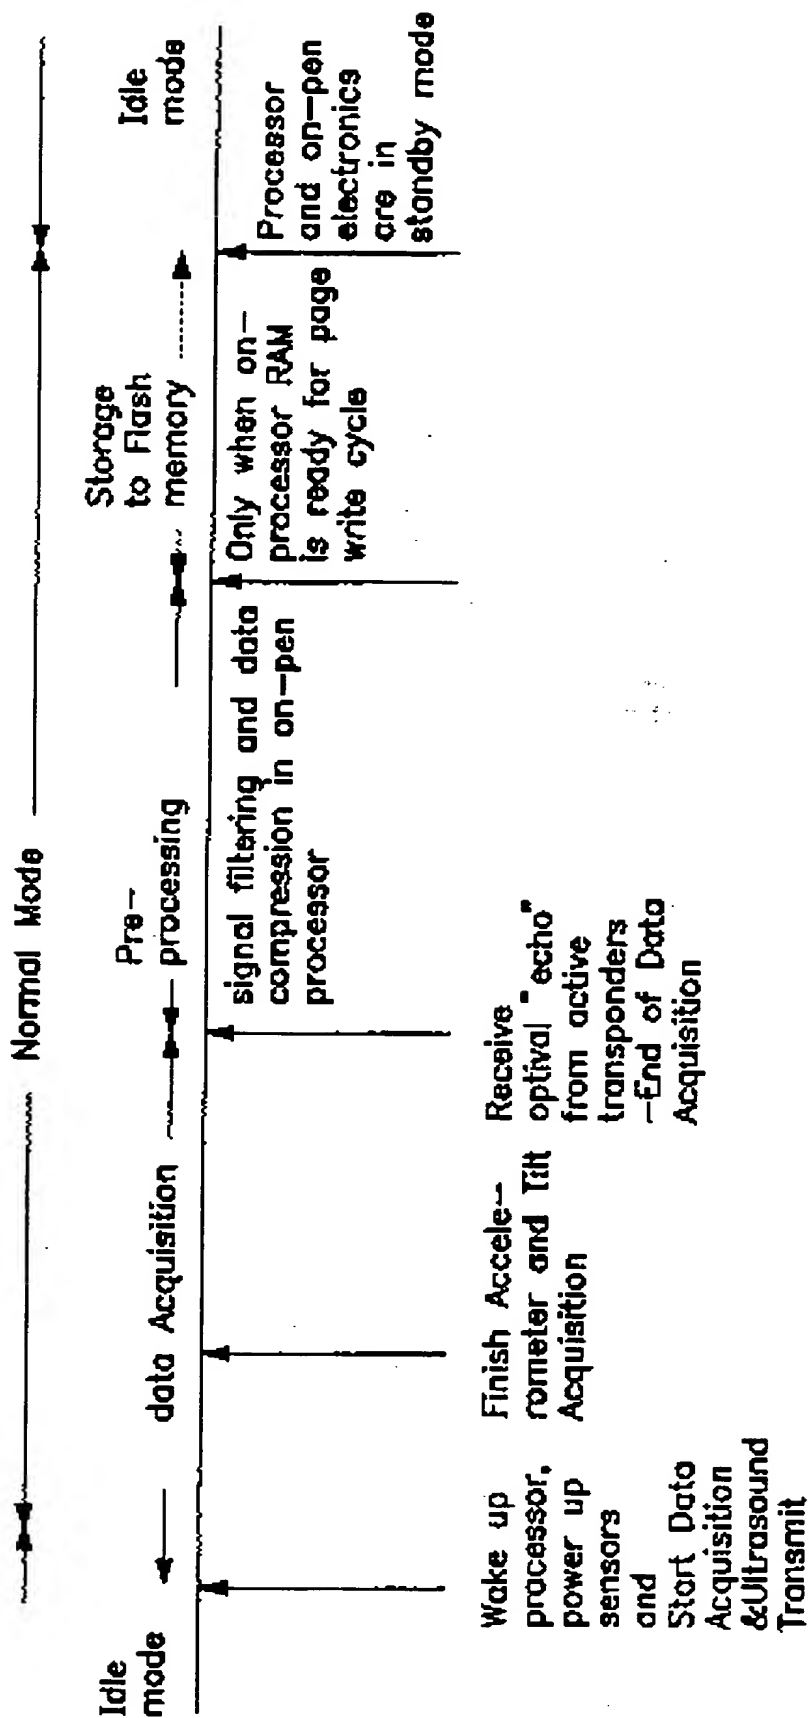 Normal Mode
Idle
mode
data Acquisition
Pre-
processing
Storage
to Flash
memory
Idle
mode
signal filtering and data
compression in on-pen
processor
Only when on-
processor RAM
is ready for page
write cycle
Processor
and on-pen
electronics
are in
standby mode
Wake up
processor,
power up
sensors
and
Start Data
Acquisition
&Ultrasound
Transmit
Finish Accele-
rometer and Tilt
Acquisition
Receive
optival "echo"
from active
transponders
-End of Data
Acquisition